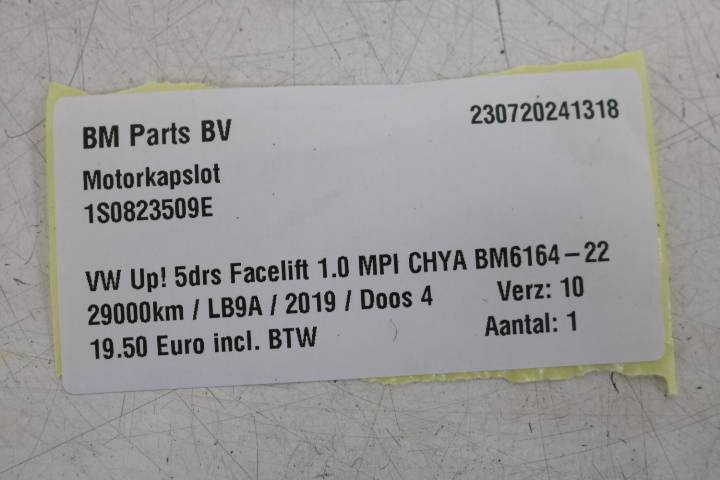 BM Parts BV 230720241318
Motorkapslot
1S0823509E
VW Up! 5drs Facelift 1.0 MPI CHYA BM6164-22
29000km / LB9A / 2019 / Doos 4 Verz: 10
19.50 Euro incl. BTW Aantal: 1